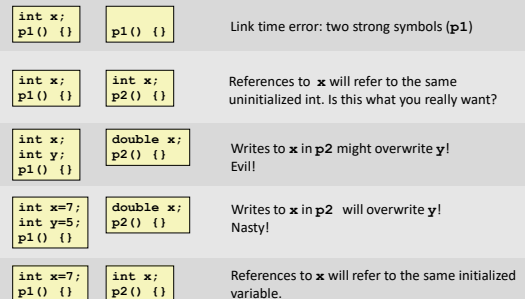 int x;
p1() {}
p1() {}
Link time error: two strong symbols (p1)
int x;
p1() {}
int x;
p2() {}
References to x will refer to the same
uninitialized int. Is this what you really want?
int x;
int y;
p1() {}
double x;
p2() {}
Writes to x in p2 might overwrite y!
Evil!
int x=7;
int y=5;
p1() {}
double x;
p2() {}
Writes to x in p2 will overwrite y!
Nasty!
int x=7;
p1() {}
int x;
p2() {}
References to x will refer to the same initialized
variable.